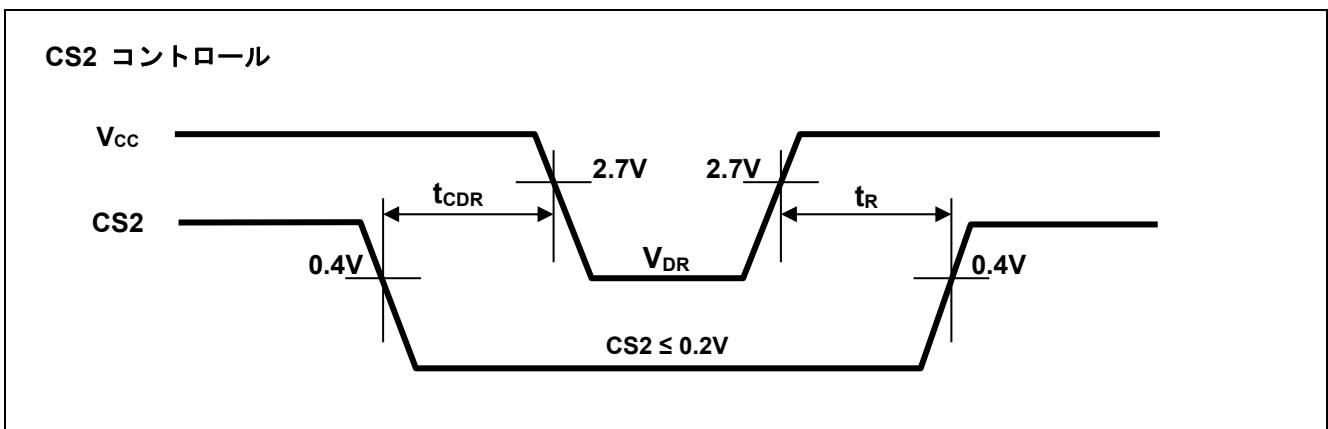 CS2 コントロール
VCC
2.7V 2.7V
tCDR tR
CS2
0.4V VDR 0.4V
CS2 ≤ 0.2V